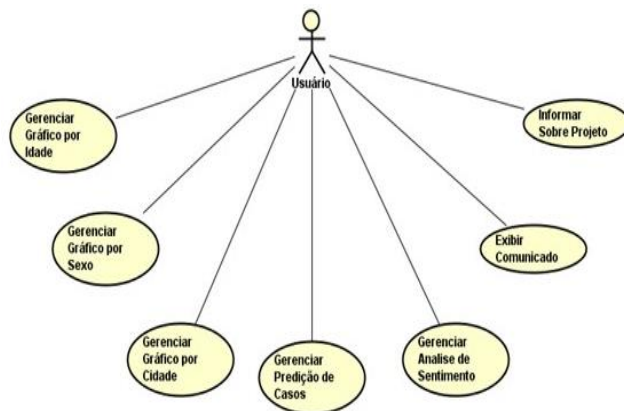 Usuário
Gerenciar
Gráfico por
Idade
Informar
Sobre Projeto
Gerenciar
Gráfico por
Sexo
Exibir
Comunicado
Gerenciar
Gráfico por
Cidade
Gerenciar
Predição de
Casos
Gerenciar
Analise de
Sentimento